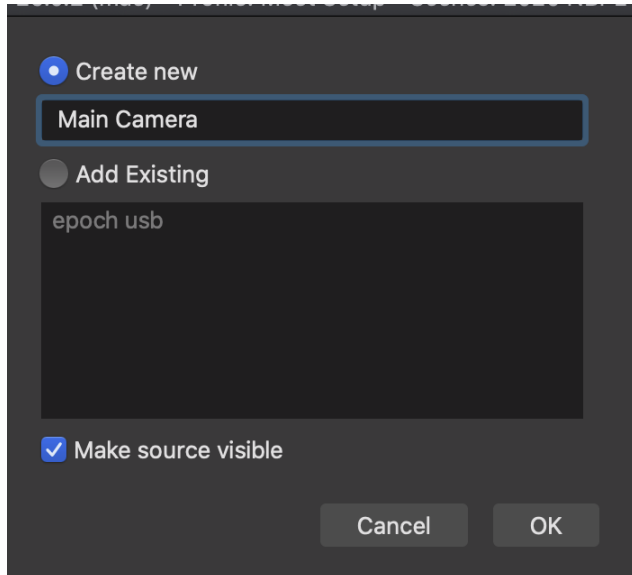 Create new
Main Camera
Add Existing
epoch usb
Make source visible
Cancel OK